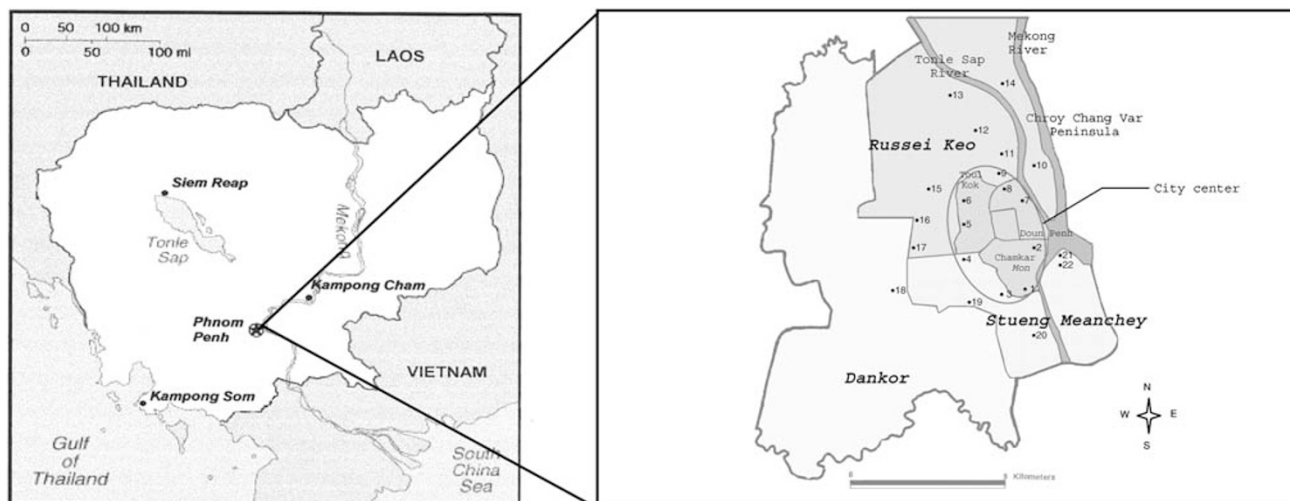 0 50 100 km
0 50 100 mi
LAOS
THAILAND
Siem Reap
Tonle
Sap
Mekong
Kampong Cham
Phnom
Penh
VIETNAM
Kampong Som
Gulf
of
Thailand
South
China
Sea
Mekong
River
Tonle Sap
River
14
13
Chroy Chang Var
Peninsula
12
Russei Keo
11
10
9
Toul
Kok
8
15
City center
6
7
16
5
Doun Penh
17
2
21
4
Chamkar
Mon
22
18
3
1
19
Stueng Meanchey
20
Dankor
N
W E
S
Kilometers